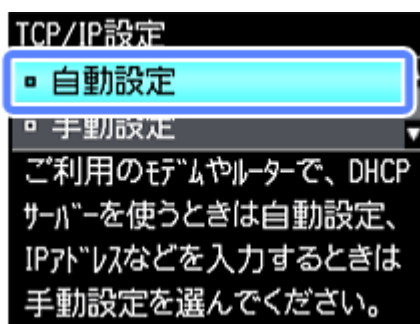 TCP/IP設定
▫ 自動設定
▫ 手動設定
ご利用のﾓﾃﾞﾑやﾙｰﾀｰで、DHCP
ｻｰﾊﾞｰを使うときは自動設定、
IPｱﾄﾞﾚｽなどを入力するときは
手動設定を選んでください。